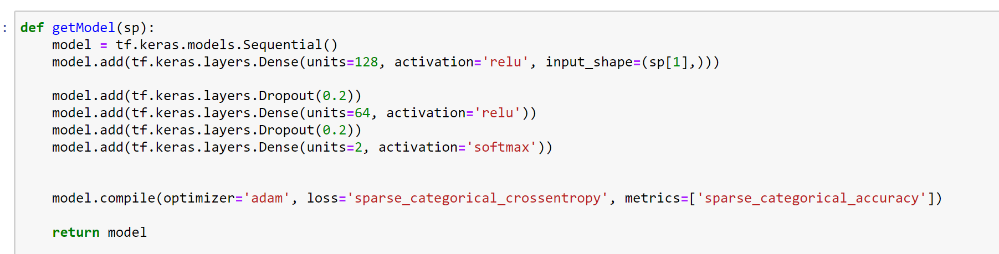 :
def getModel(sp):
    model = tf.keras.models.Sequential()
    model.add(tf.keras.layers.Dense(units=128, activation='relu', input_shape=(sp[1],)))
    model.add(tf.keras.layers.Dropout(0.2))
    model.add(tf.keras.layers.Dense(units=64, activation='relu'))
    model.add(tf.keras.layers.Dropout(0.2))
    model.add(tf.keras.layers.Dense(units=2, activation='softmax'))
    model.compile(optimizer='adam', loss='sparse_categorical_crossentropy', metrics=['sparse_categorical_accuracy'])
    return model